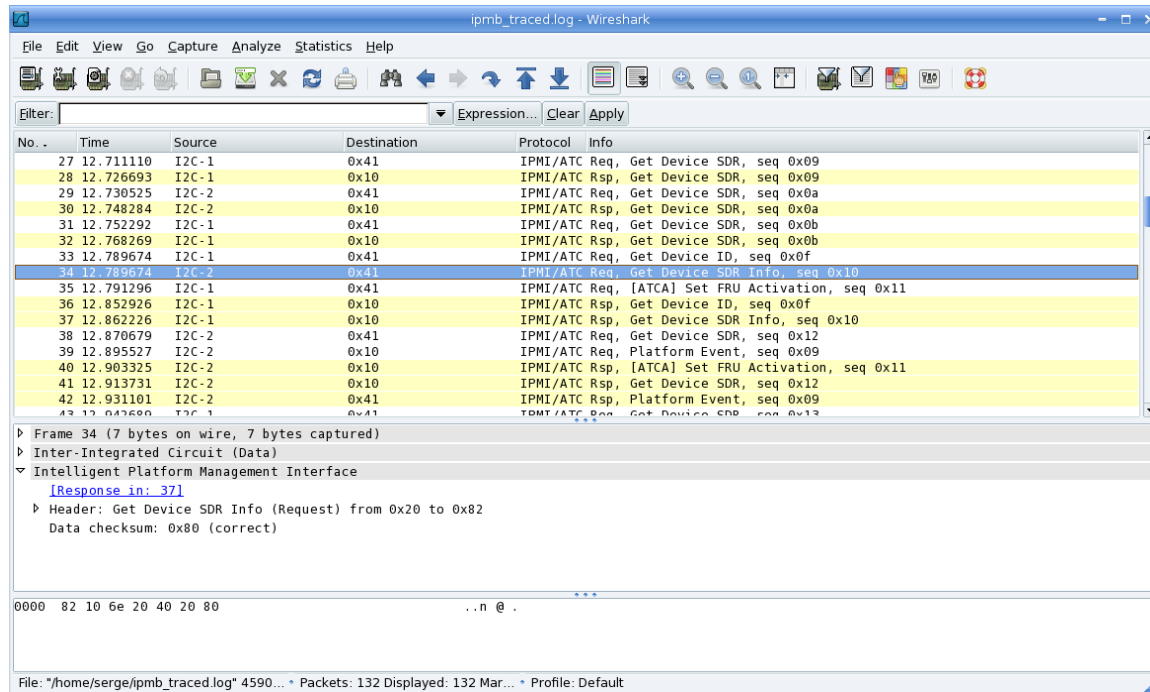 ipmb_traced.log - Wireshark
File Edit View Go Capture Analyze Statistics Help
Filter: Expression... Clear Apply
No. . Time Source Destination Protocol Info
27 12.711110 I2C-1 0x41 IPMI/ATC Req, Get Device SDR, seq 0x09
28 12.726693 I2C-1 0x10 IPMI/ATC Rsp, Get Device SDR, seq 0x09
29 12.730525 I2C-2 0x41 IPMI/ATC Req, Get Device SDR, seq 0x0a
30 12.748284 I2C-2 0x10 IPMI/ATC Rsp, Get Device SDR, seq 0x0a
31 12.752292 I2C-1 0x41 IPMI/ATC Req, Get Device SDR, seq 0x0b
32 12.768269 I2C-1 0x10 IPMI/ATC Rsp, Get Device SDR, seq 0x0b
33 12.789674 I2C-1 0x41 IPMI/ATC Req, Get Device ID, seq 0x0f
34 12.789674 I2C-2 0x41 IPMI/ATC Req, Get Device SDR Info, seq 0x10
35 12.791296 I2C-1 0x41 IPMI/ATC Req, [ATCA] Set FRU Activation, seq 0x11
36 12.852926 I2C-1 0x10 IPMI/ATC Rsp, Get Device ID, seq 0x0f
37 12.862226 I2C-1 0x10 IPMI/ATC Rsp, Get Device SDR Info, seq 0x10
38 12.870679 I2C-2 0x41 IPMI/ATC Req, Get Device SDR, seq 0x12
39 12.895527 I2C-2 0x10 IPMI/ATC Req, Platform Event, seq 0x09
40 12.903325 I2C-2 0x10 IPMI/ATC Rsp, [ATCA] Set FRU Activation, seq 0x11
41 12.913731 I2C-2 0x10 IPMI/ATC Rsp, Get Device SDR, seq 0x12
42 12.931101 I2C-2 0x10 IPMI/ATC Rsp, Platform Event, seq 0x09
43 12.942689 I2C-1 0x41 IPMI/ATC Req, Get Device SDR, seq 0x13
Frame 34 (7 bytes on wire, 7 bytes captured)
Inter-Integrated Circuit (Data)
Intelligent Platform Management Interface
[Response in: 37]
Header: Get Device SDR Info (Request) from 0x20 to 0x82
Data checksum: 0x80 (correct)
0000 82 10 6e 20 40 20 80 ..n @ .
File: "/home/serge/ipmb_traced.log" 4590... Packets: 132 Displayed: 132 Mar... Profile: Default